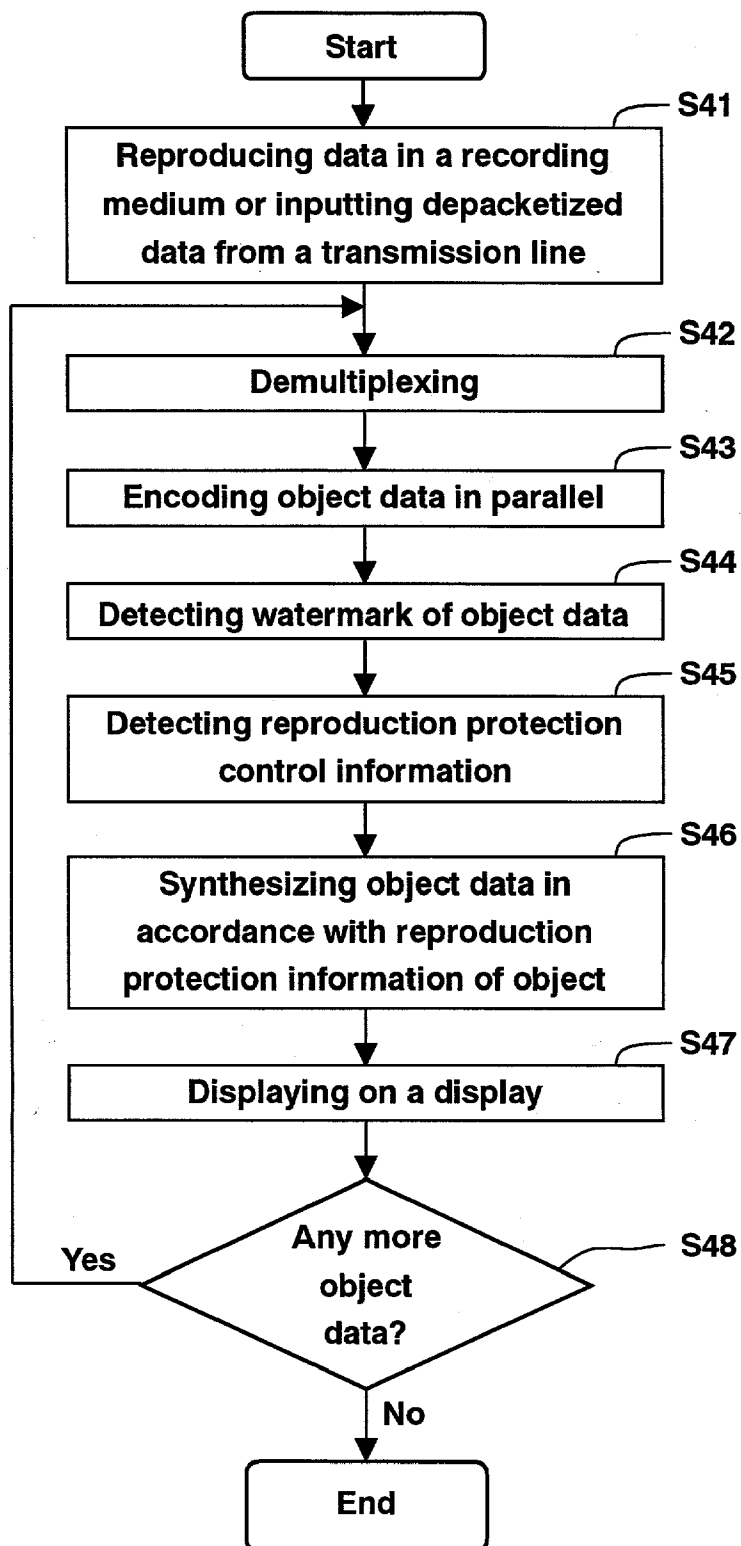 Start
S41
Reproducing data in a recording
medium or inputting depacketized
data from a transmission line
S42
Demultiplexing
S43
Encoding object data in parallel
S44
Detecting watermark of object data
S45
Detecting reproduction protection
control information
S46
Synthesizing object data in
accordance with reproduction
protection information of object
S47
Displaying on a display
S48
Any more
object
data?
Yes
No
End